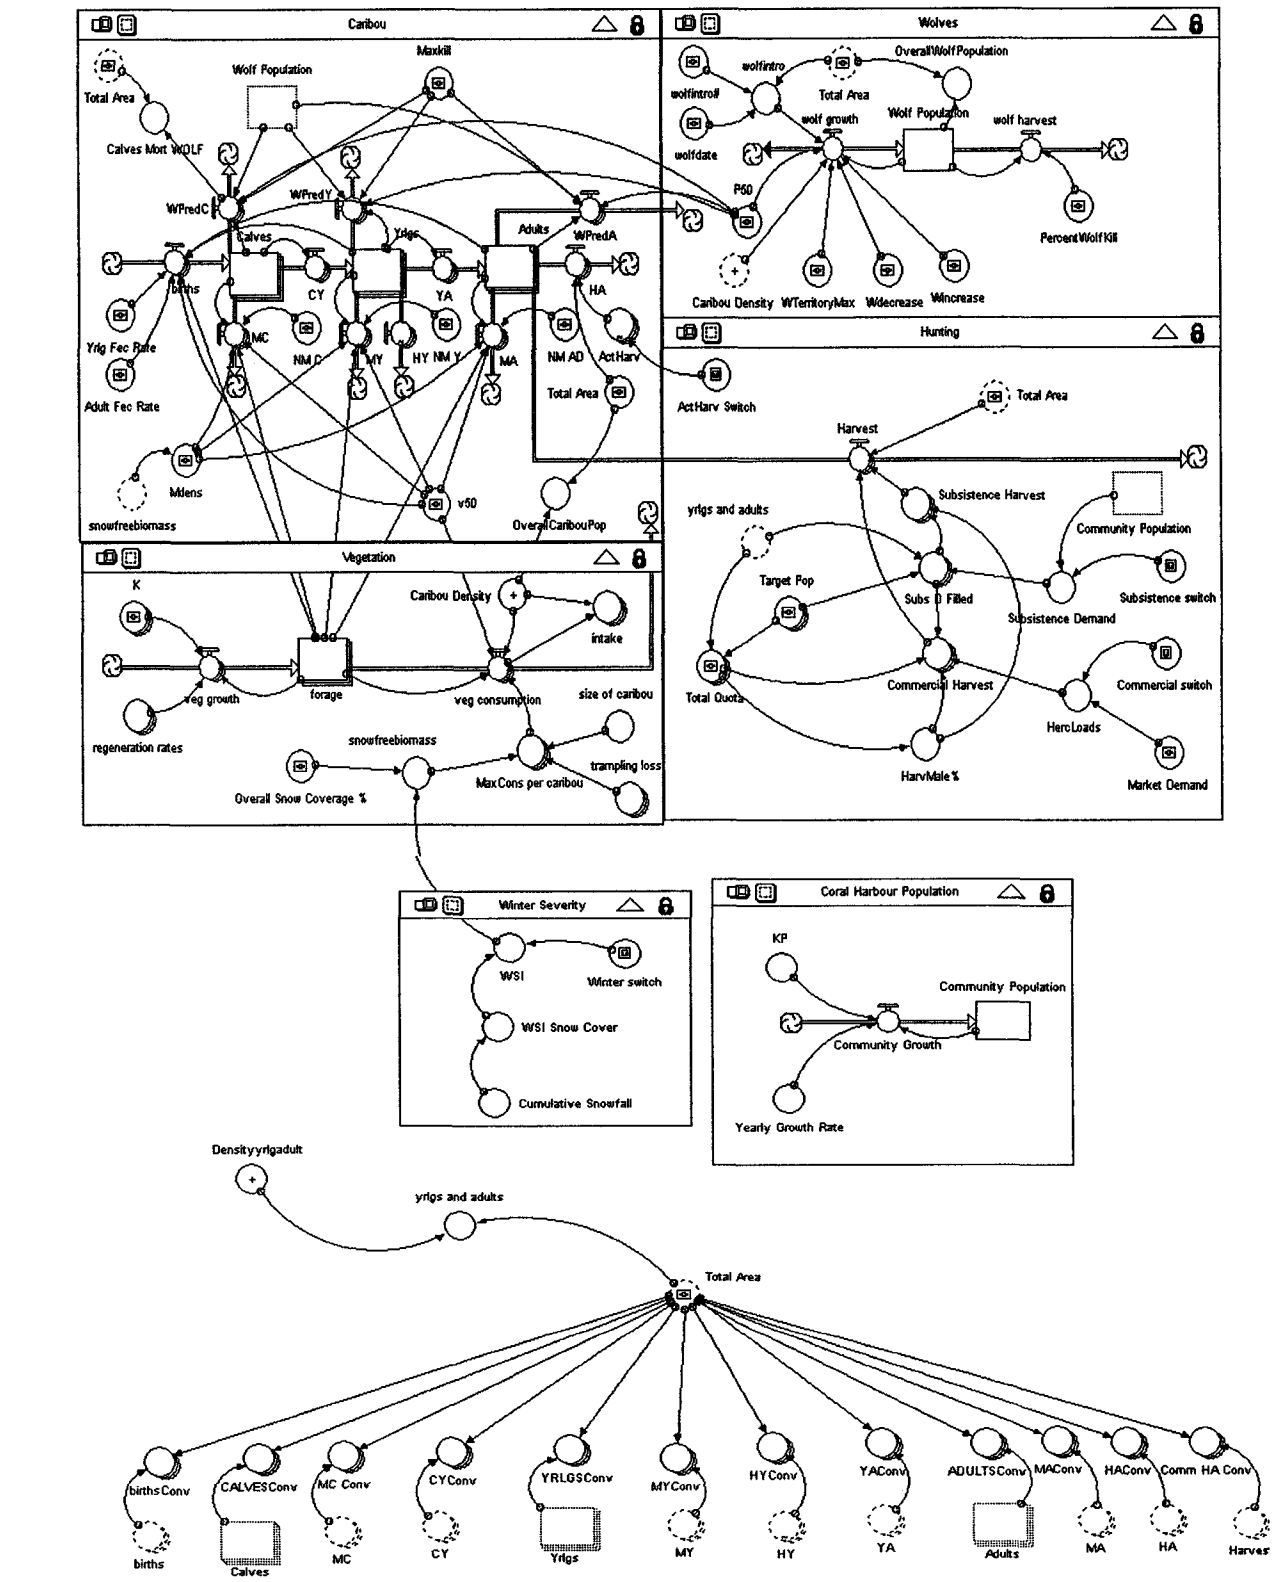 Caribou
Wolves
Maxkill
Wolf Population
Total Area
Calves Mort WOLF
WPredC
WPredY
Calves
Yrlgs
Adults
WPredA
births
CY
YA
HA
Yrlg Fec Rate
MC
NM C
MY
HY
NM Y
MA
NM AD
ActHarv
Adult Fec Rate
Total Area
Mdens
v50
snowfreebiomass
OverallCaribouPop
OverallWolfPopulation
wolfintro
wolfintro#
Total Area
wolf growth
Wolf Population
wolf harvest
wolfdate
P50
PercentWolfKill
Caribou Density
WTerritoryMax
Wdecrease
Wincrease
Hunting
ActHarv Switch
Total Area
Harvest
Subsistence Harvest
yrlgs and adults
Community Population
Target Pop
Subs D Filled
Subsistence switch
Subsistence Demand
Total Quota
Commercial Harvest
Commercial switch
HercLoads
HarvMale %
Market Demand
Vegetation
K
Caribou Density
intake
veg growth
forage
veg consumption
size of caribou
regeneration rates
snowfreebiomass
trampling loss
MaxCons per caribou
Overall Snow Coverage %
Winter Severity
WSI
Winter switch
WSI Snow Cover
Cumulative Snowfall
Coral Harbour Population
KP
Community Population
Community Growth
Yearly Growth Rate
Densityyrlgadult
yrlgs and adults
Total Area
birthsConv
CALVESConv
MC Conv
CYConv
YRLGSConv
MYConv
HYConv
YAConv
ADULTSConv
MAConv
HAConv
Comm HA Conv
births
Calves
MC
CY
Yrlgs
MY
HY
YA
Adults
MA
HA
Harves